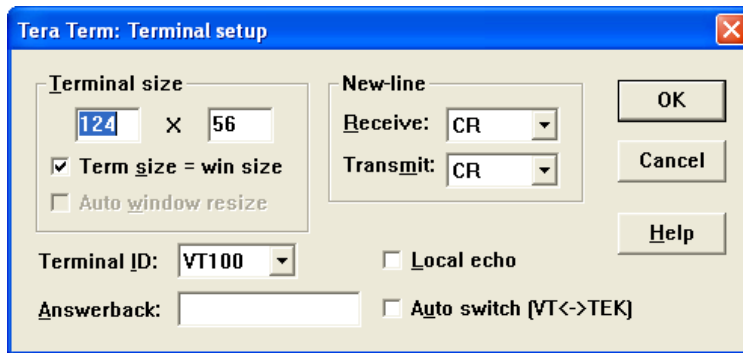 Tera Term: Terminal setup
Terminal size
124 X 56
Term size = win size
Auto window resize
New-line
Receive: CR
Transmit: CR
OK
Cancel
Help
Terminal ID: VT100
Local echo
Answerback:
Auto switch (VT<->TEK)